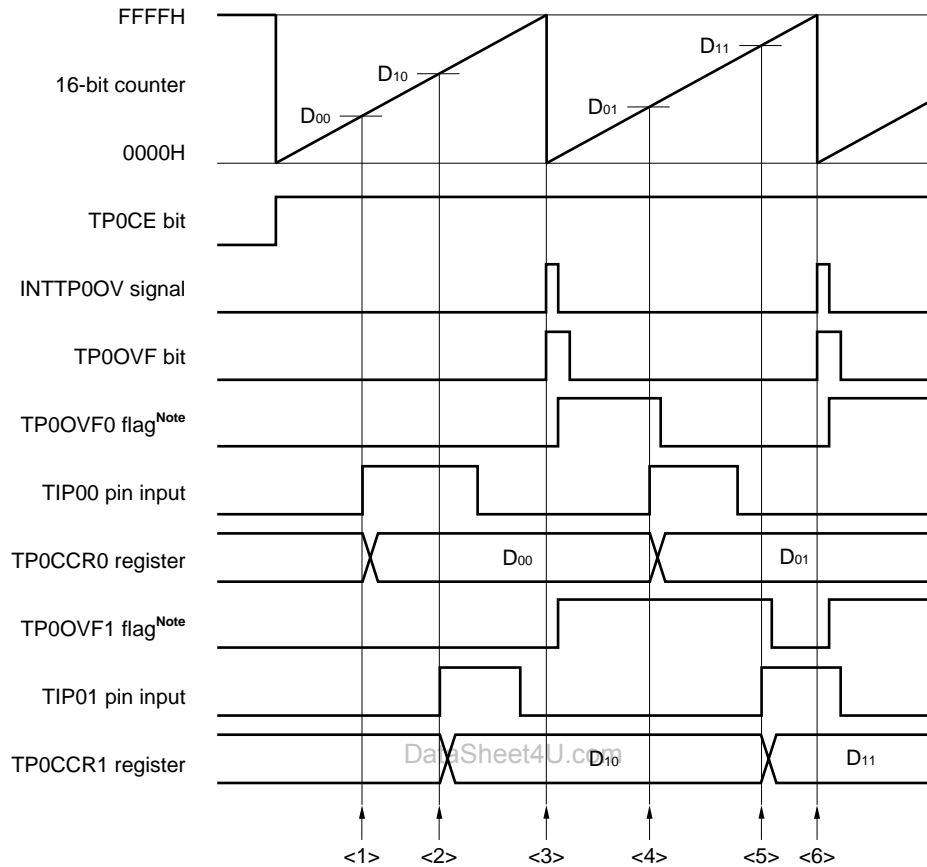 FFFFH
D11
D10
16-bit counter
D01
D00
0000H
TP0CE bit
INTTP0OV signal
TP0OVF bit
TP0OVF0 flagNote
TIP00 pin input
TP0CCR0 register
D00
D01
TP0OVF1 flagNote
TIP01 pin input
DataSheet4U.com
TP0CCR1 register
D10
D11
<1> <2> <3> <4> <5> <6>